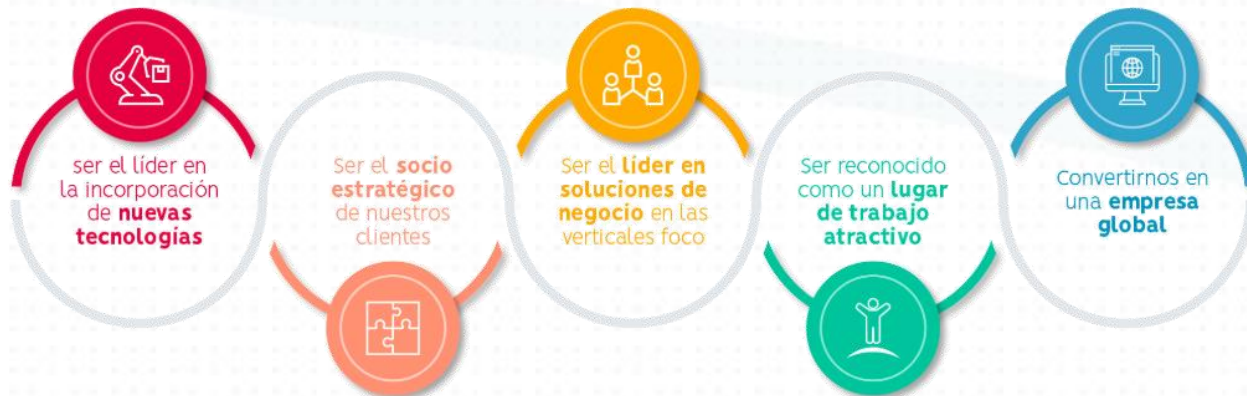 ser el líder en
la incorporación
de nuevas
tecnologías
Ser el socio
estratégico
de nuestros
clientes
Ser el líder en
soluciones de
negocio en las
verticales foco
Ser reconocido
como un lugar
de trabajo
atractivo
Convertirnos en
una empresa
global